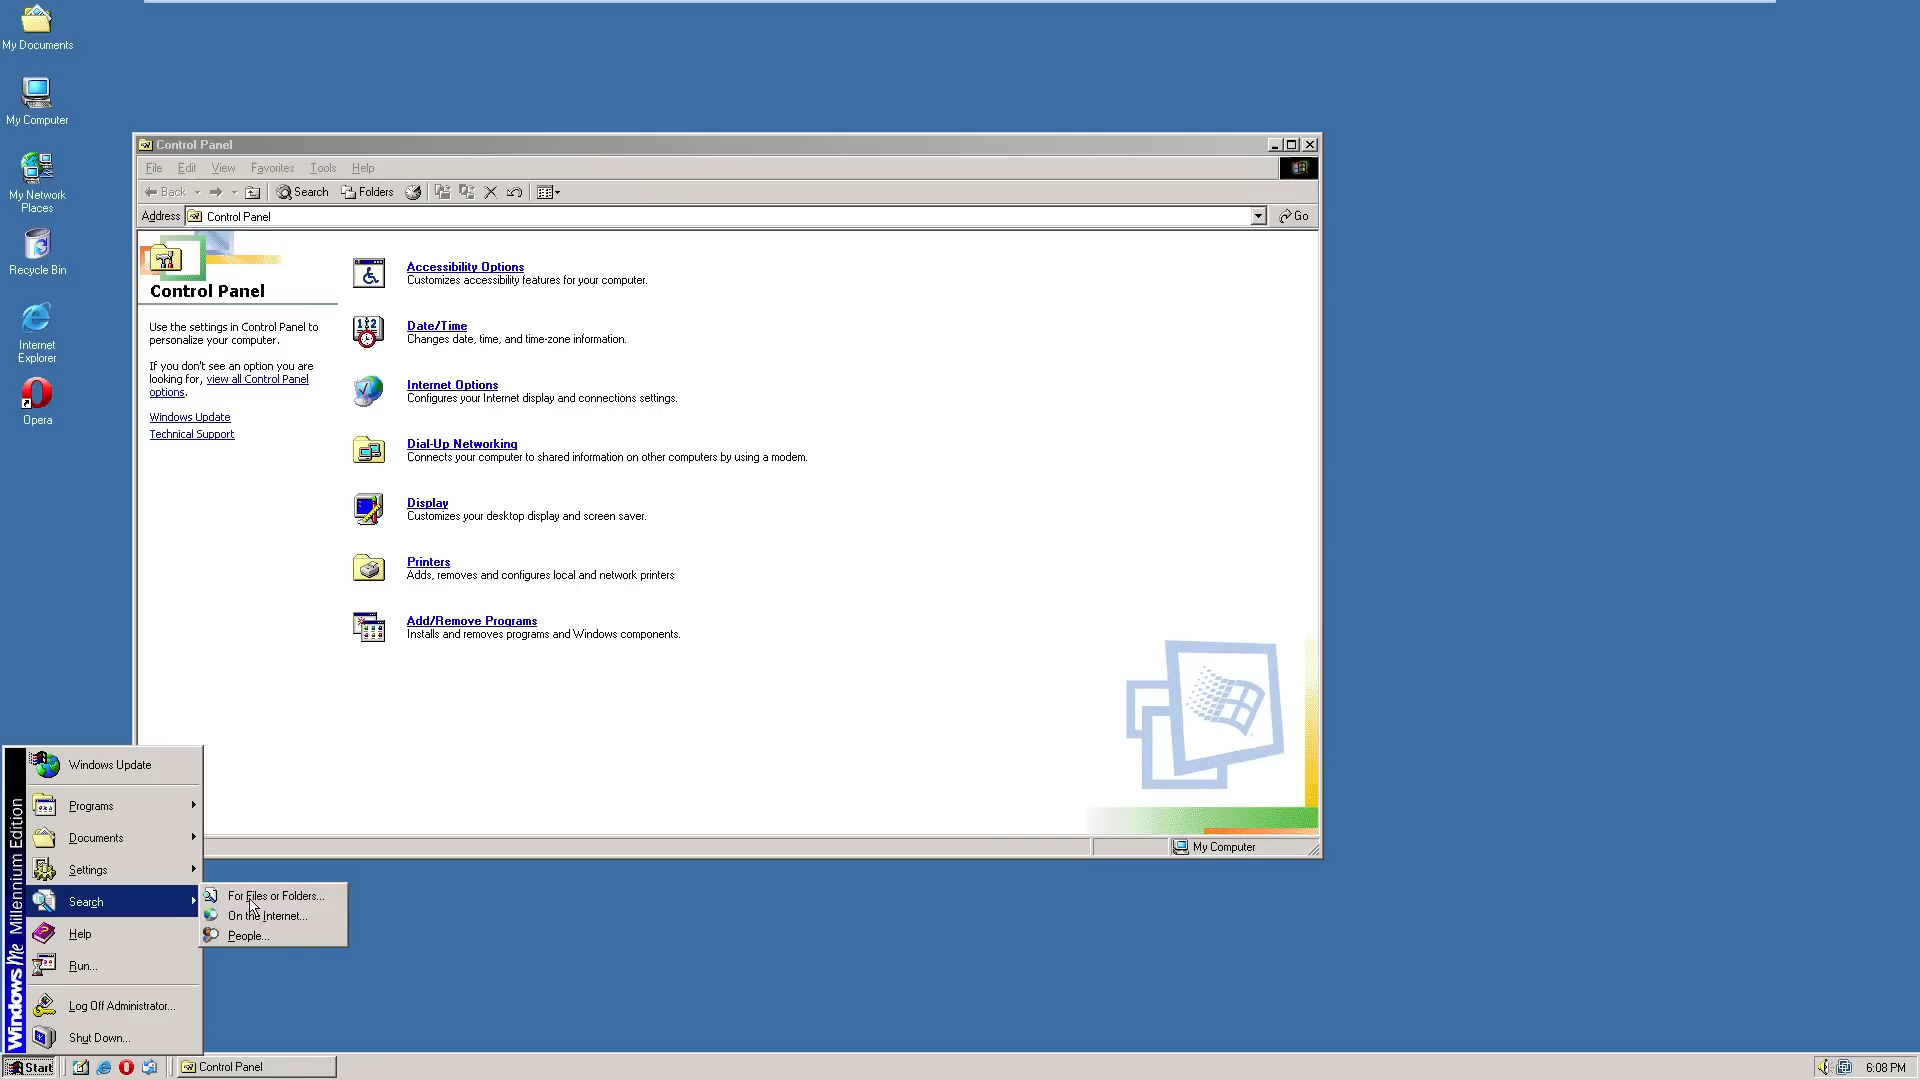 My Documents
My Computer
My Network
Places
Recycle Bin
Internet
Explorer
Opera
Control Panel
File Edit View Favorites Tools Help
Back Search Folders
Address Control Panel Go
Control Panel
Use the settings in Control Panel to
personalize your computer.
If you don't see an option you are
looking for, view all Control Panel
options.
Windows Update
Technical Support
Accessibility Options
Customizes accessibility features for your computer.
Date/Time
Changes date, time, and time-zone information.
Internet Options
Configures your Internet display and connections settings.
Dial-Up Networking
Connects your computer to shared information on other computers by using a modem.
Display
Customizes your desktop display and screen saver.
Printers
Adds, removes and configures local and network printers
Add/Remove Programs
Installs and removes programs and Windows components.
My Computer
Windows Me Millennium Edition
Windows Update
Programs
Documents
Settings
Search
Help
Run...
Log Off Administrator...
Shut Down...
For Files or Folders...
On the Internet...
People...
Start Control Panel 6:08 PM